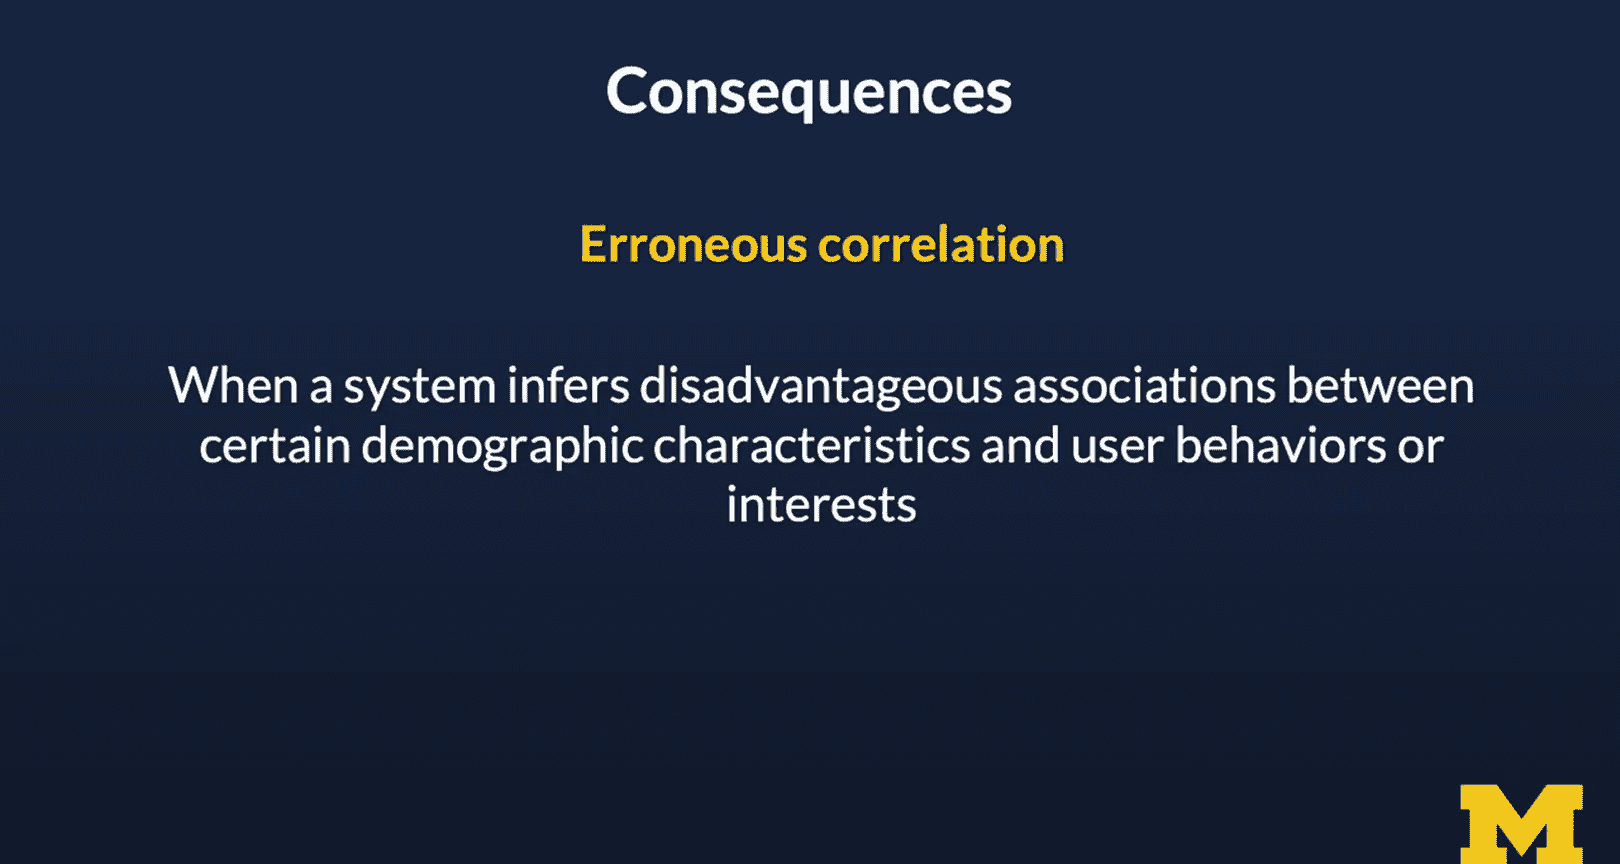 Consequences
Erroneous correlation
When a system infers disadvantageous associations between
certain demographic characteristics and user behaviors or
interests
M